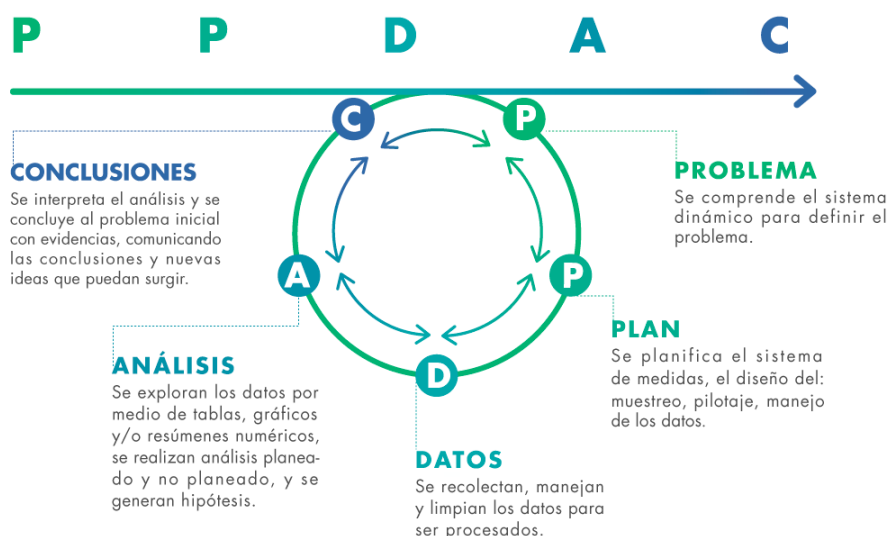 P P D A C
C
P
CONCLUSIONES
Se interpreta el análisis y se
concluye al problema inicial
con evidencias, comunicando
las conclusiones y nuevas
ideas que puedan surgir.
PROBLEMA
Se comprende el sistema
dinámico para definir el
problema.
A
P
PLAN
Se planifica el sistema
de medidas, el diseño del:
muestreo, pilotaje, manejo
de los datos.
ANÁLISIS
Se exploran los datos por
medio de tablas, gráficos
y/o resúmenes numéricos,
se realizan análisis planea-
do y no planeado, y se
generan hipótesis.
D
DATOS
Se recolectan, manejan
y limpian los datos para
ser procesados.